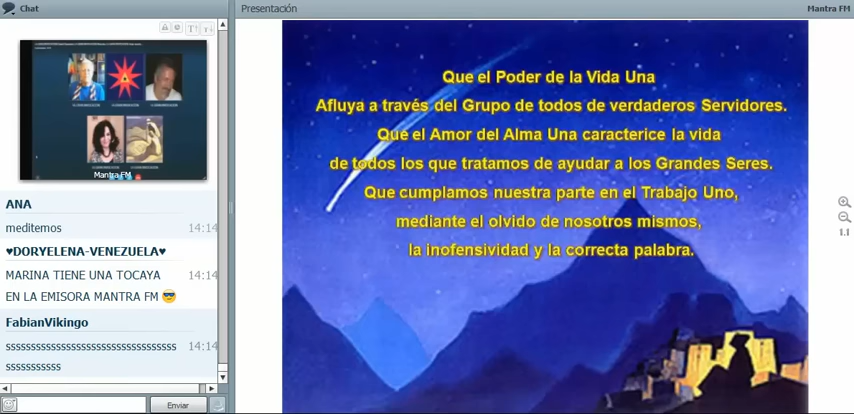 Chat
Mantra FM
ANA
meditemos
14:14
♥DORYELENA-VENEZUELA♥
MARINA TIENE UNA TOCAYA
14:14
EN LA EMISORA MANTRA FM 😎
FabianVikingo
sssssssssssssssssssssssssssssssssss
14:14
sssssssssss
Enviar
Presentación
Mantra FM
Que el Poder de la Vida Una
Afluya a través del Grupo de todos de verdaderos Servidores.
Que el Amor del Alma Una caracterice la vida
de todos los que tratamos de ayudar a los Grandes Seres.
Que cumplamos nuestra parte en el Trabajo Uno,
mediante el olvido de nosotros mismos,
la inofensividad y la correcta palabra.
1.1